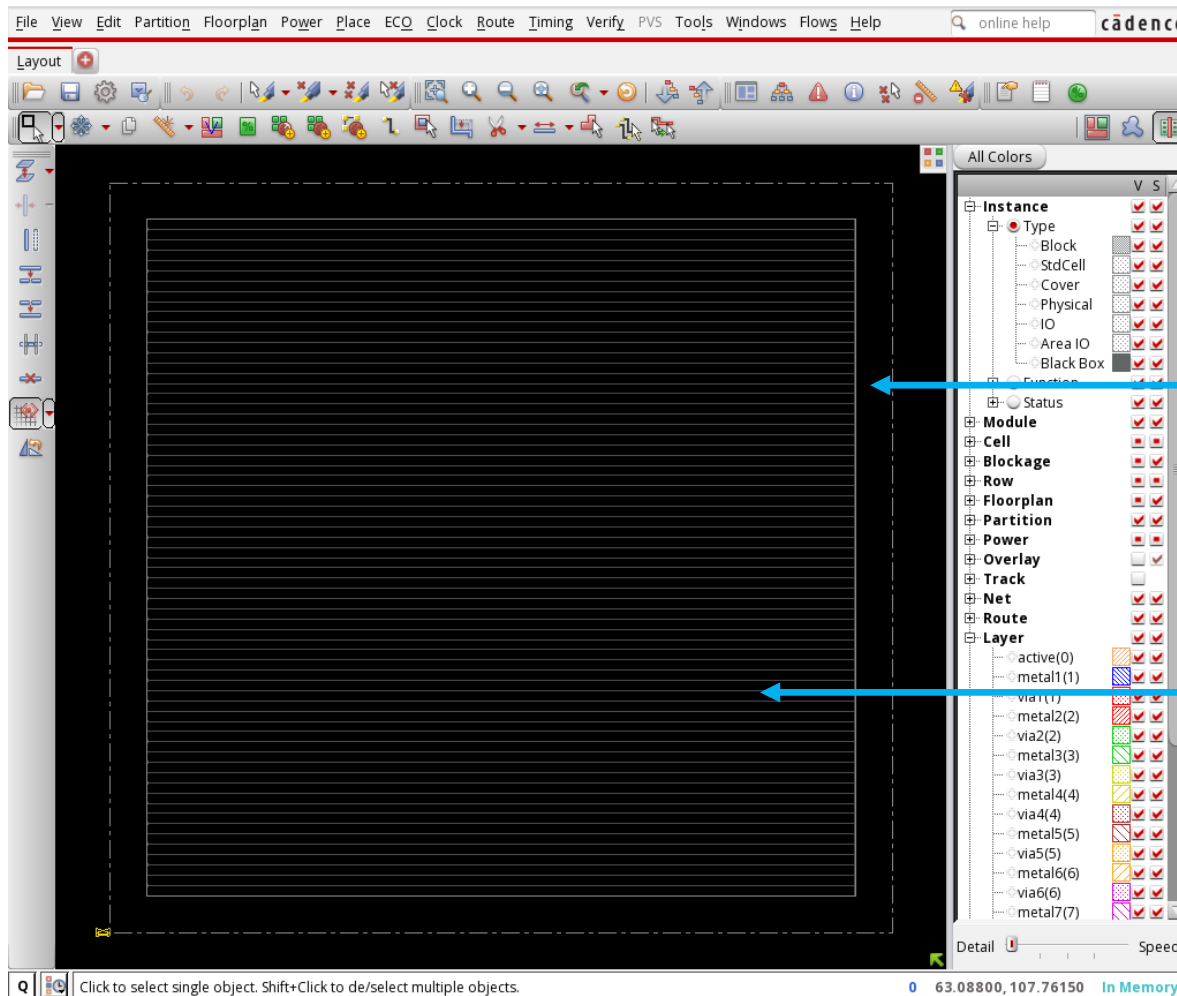 File View Edit Partition Floorplan Power Place ECO Clock Route Timing Verify PVS Tools Windows Flows Help online help cādence
Layout
All Colors
V S
Instance
Type
Block
StdCell
Cover
Physical
IO
Area IO
Black Box
Function
Status
Module
Cell
Blockage
Row
Floorplan
Partition
Power
Overlay
Track
Net
Route
Layer
active(0)
metal1(1)
via1(1)
metal2(2)
via2(2)
metal3(3)
via3(3)
metal4(4)
via4(4)
metal5(5)
via5(5)
metal6(6)
via6(6)
metal7(7)
Detail Speed
Q Click to select single object. Shift+Click to de/select multiple objects. 0 63.08800, 107.76150 In Memory